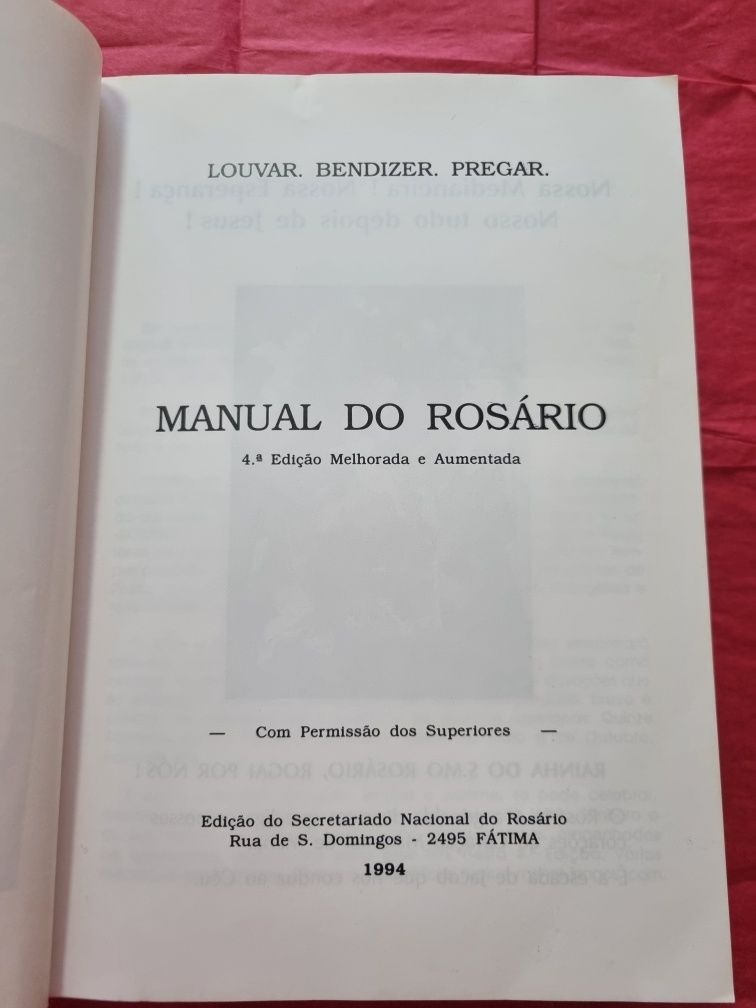 LOUVAR. BENDIZER. PREGAR.
MANUAL DO ROSÁRIO
4.ª Edição Melhorada e Aumentada
— Com Permissão dos Superiores —
Edição do Secretariado Nacional do Rosário
Rua de S. Domingos - 2495 FÁTIMA
1994